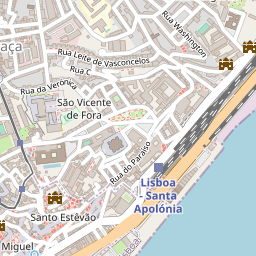 Rua Washington
aça
Rua Leite de Vasconcelos
Rua C
Rua da Verónica
São Vicente
de Fora
Rua do Paraíso
Lisboa
- Santa
Apolónia
Santo Estêvão
Miguel